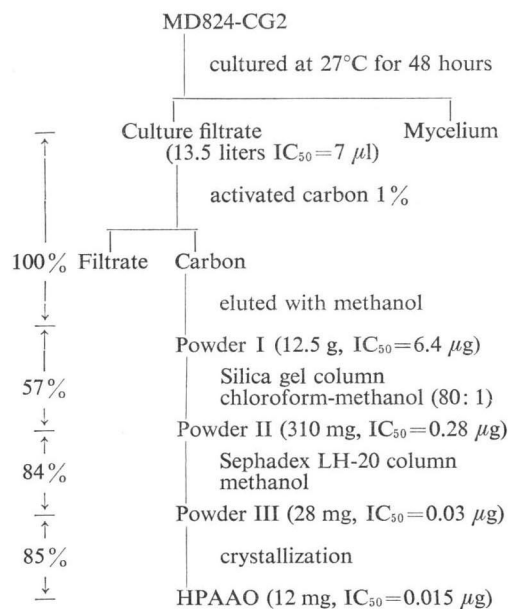 MD824-CG2
cultured at 27°C for 48 hours
Culture filtrate Mycelium
(13.5 liters IC₅₀=7 μl)
activated carbon 1%
100% Filtrate Carbon
eluted with methanol
Powder I (12.5 g, IC₅₀=6.4 μg)
57% Silica gel column
chloroform-methanol (80: 1)
Powder II (310 mg, IC₅₀=0.28 μg)
84% Sephadex LH-20 column
methanol
Powder III (28 mg, IC₅₀=0.03 μg)
85% crystallization
HPAAO (12 mg, IC₅₀=0.015 μg)